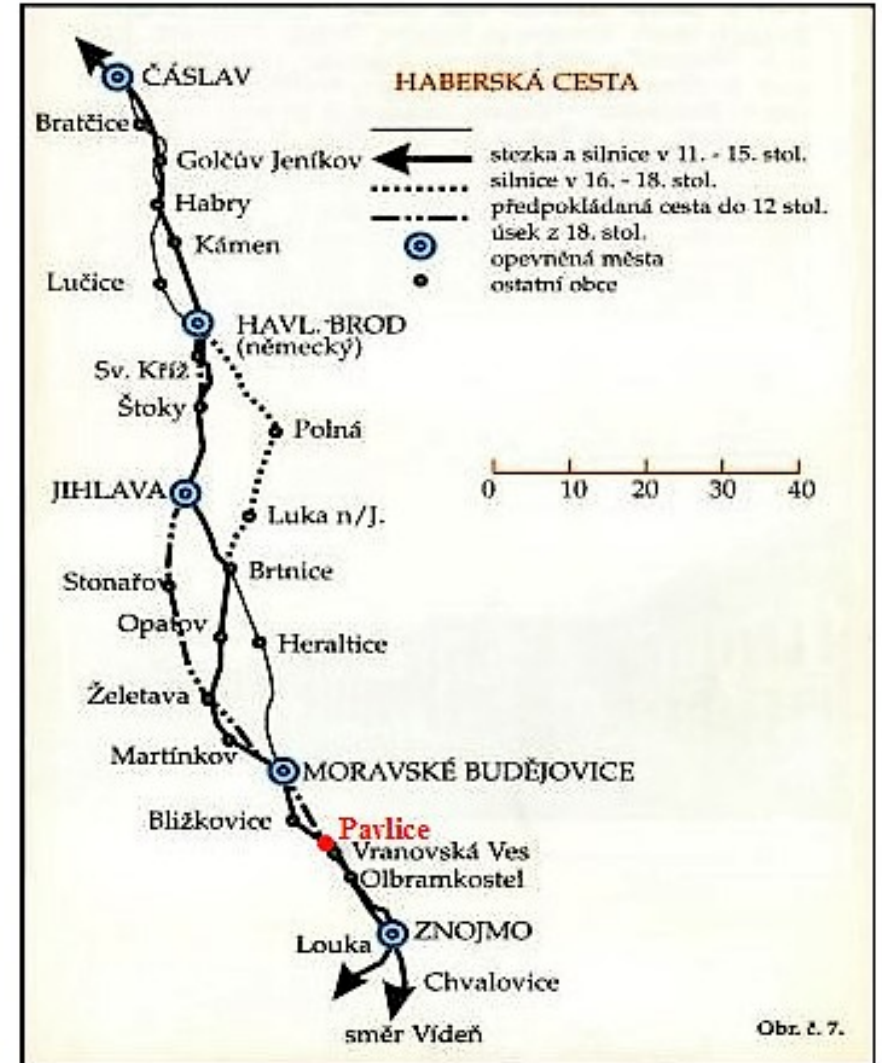 ČÁSLAV
HABERSKÁ CESTA
Bratčice
Golčův Jeníkov
stezka a silnice v 11. - 15. stol.
silnice v 16. - 18. stol.
Habry
předpokládaná cesta do 12 stol.
Kámen
úsek z 18. stol.
opevněná města
Lučice
ostatní obce
HAVL. BROD
(německý)
Sv. Kříž
Štoky
Polná
JIHLAVA
0 10 20 30 40
Luka n/J.
Brtnice
Stonařov
Opatov
Heraltice
Želetava
Martínkov
MORAVSKÉ BUDĚJOVICE
Bližkovice
Pavlice
Vranovská Ves
Olbramkostel
ZNOJMO
Louka
Chvalovice
směr Vídeň
Obr. č. 7.